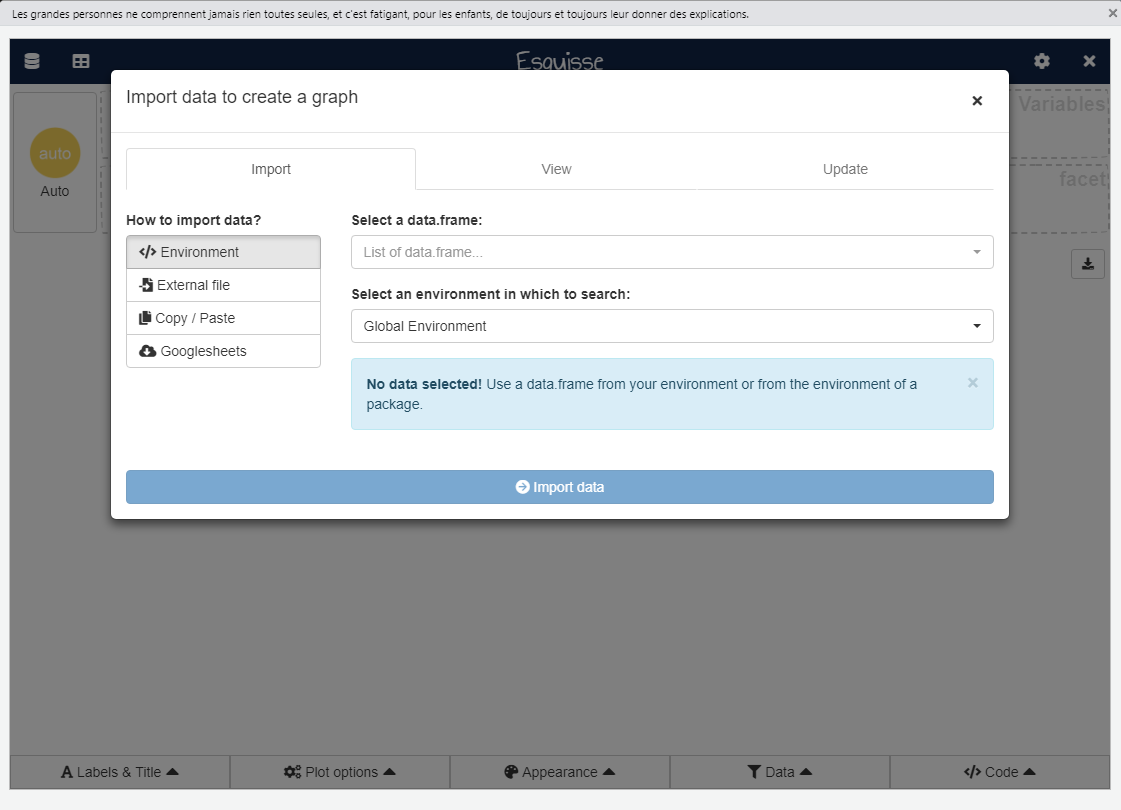 Les grandes personnes ne comprennent jamais rien toutes seules, et c'est fatigant, pour les enfants, de toujours et toujours leur donner des explications.
Esquisse
Import data to create a graph
Variables
auto
Auto
Import
View
Update
facet
How to import data?
Select a data.frame:
Environment
List of data.frame...
External file
Select an environment in which to search:
Copy / Paste
Global Environment
Googlesheets
No data selected! Use a data.frame from your environment or from the environment of a
package.
Import data
Labels & Title
Plot options
Appearance
Data
Code